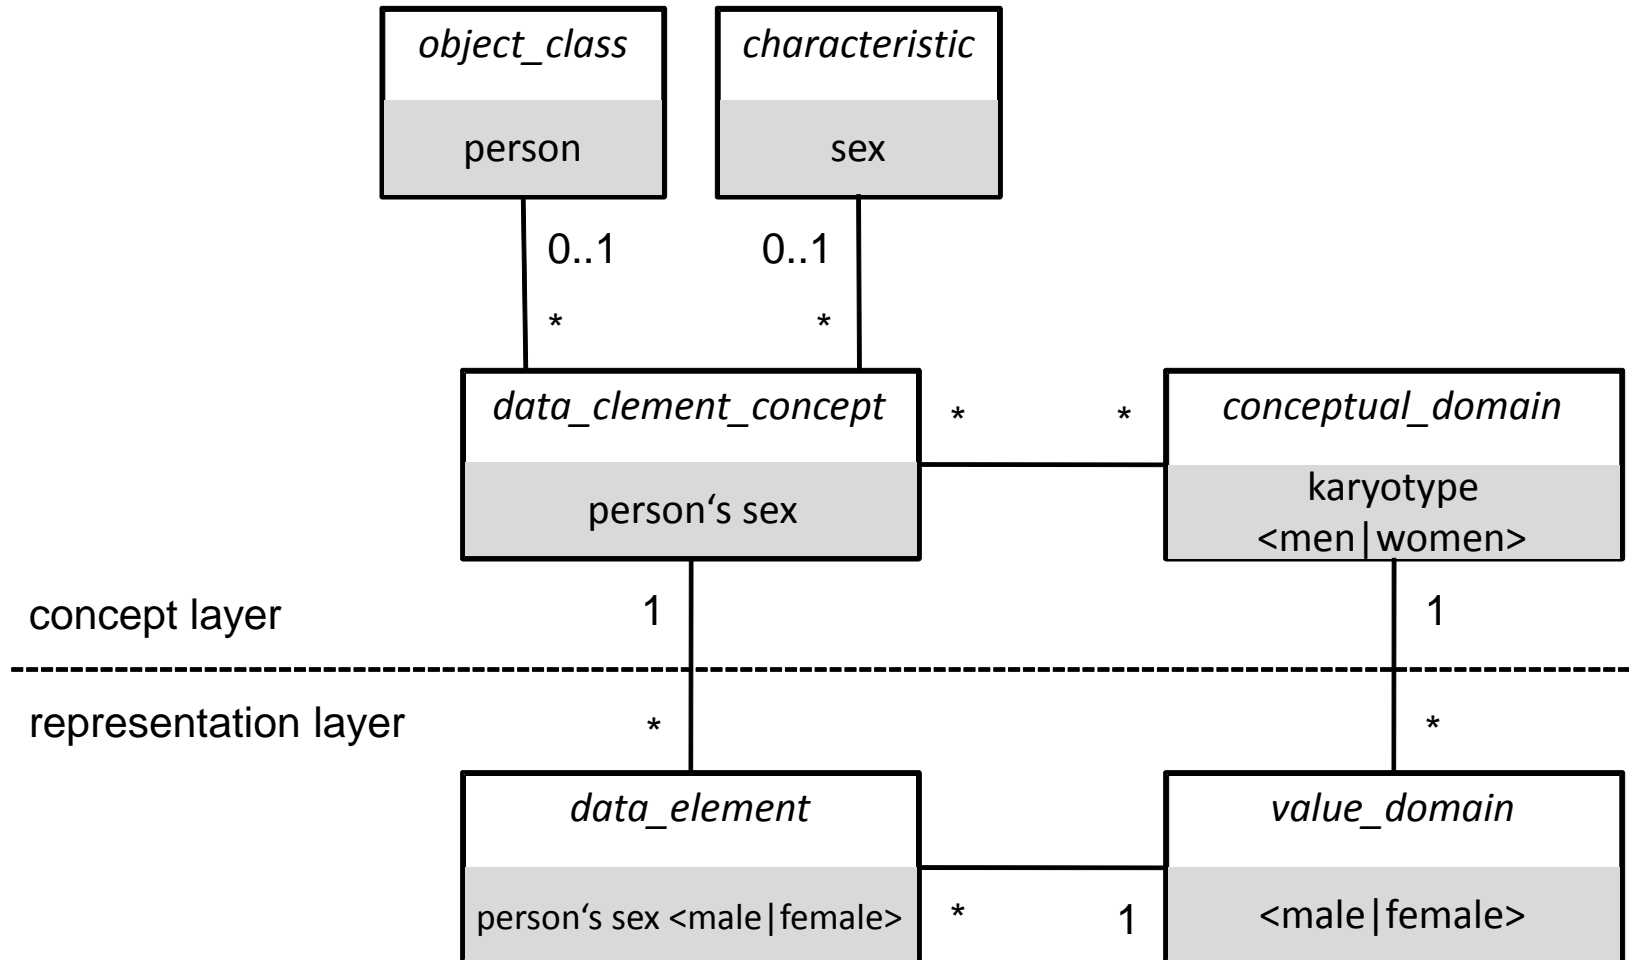 object_class
characteristic
person
sex
0..1
0..1
*
*
data_clement_concept
*
*
conceptual_domain
person‘s sex
karyotype
<men|women>
concept layer
1
1
representation layer
*
*
data_element
value_domain
person‘s sex <male|female>
*
1
<male|female>